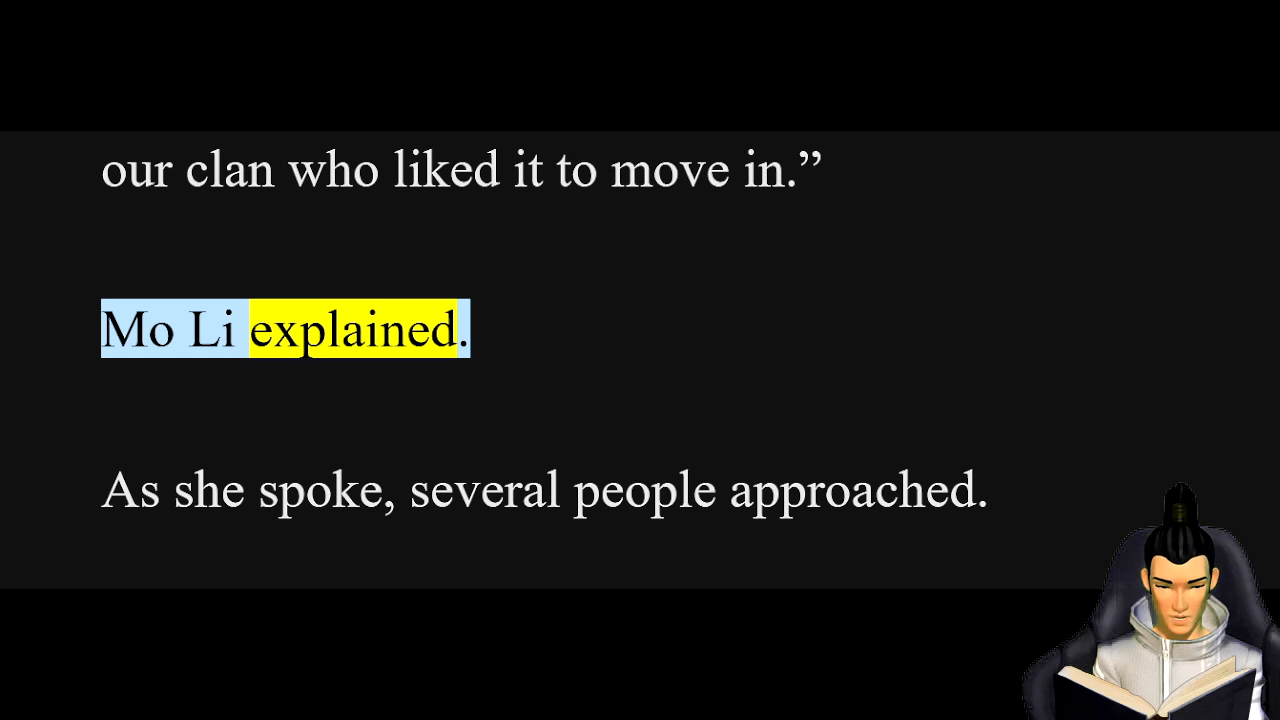 our clan who liked it to move in.”
Mo Li explained.
As she spoke, several people approached.